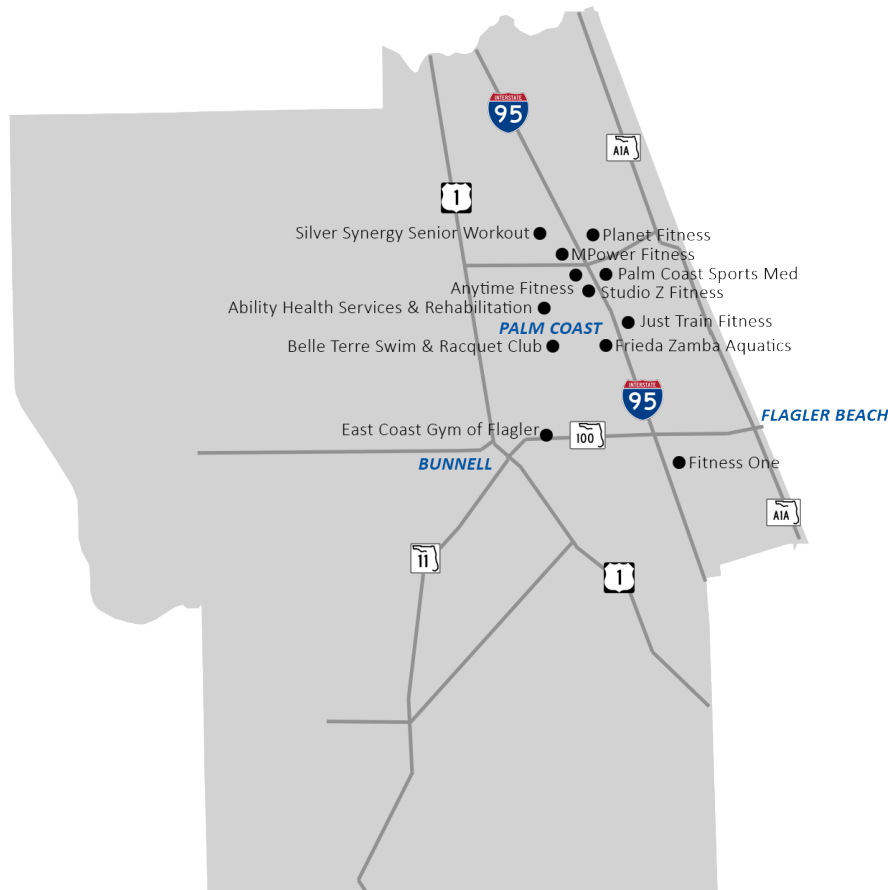 INTERSTATE
95
A1A
1
Silver Synergy Senior Workout
Planet Fitness
MPower Fitness
Palm Coast Sports Med
Anytime Fitness
Studio Z Fitness
Ability Health Services & Rehabilitation
Just Train Fitness
PALM COAST
Belle Terre Swim & Racquet Club
Frieda Zamba Aquatics
INTERSTATE
95
FLAGLER BEACH
East Coast Gym of Flagler
100
BUNNELL
Fitness One
A1A
11
1